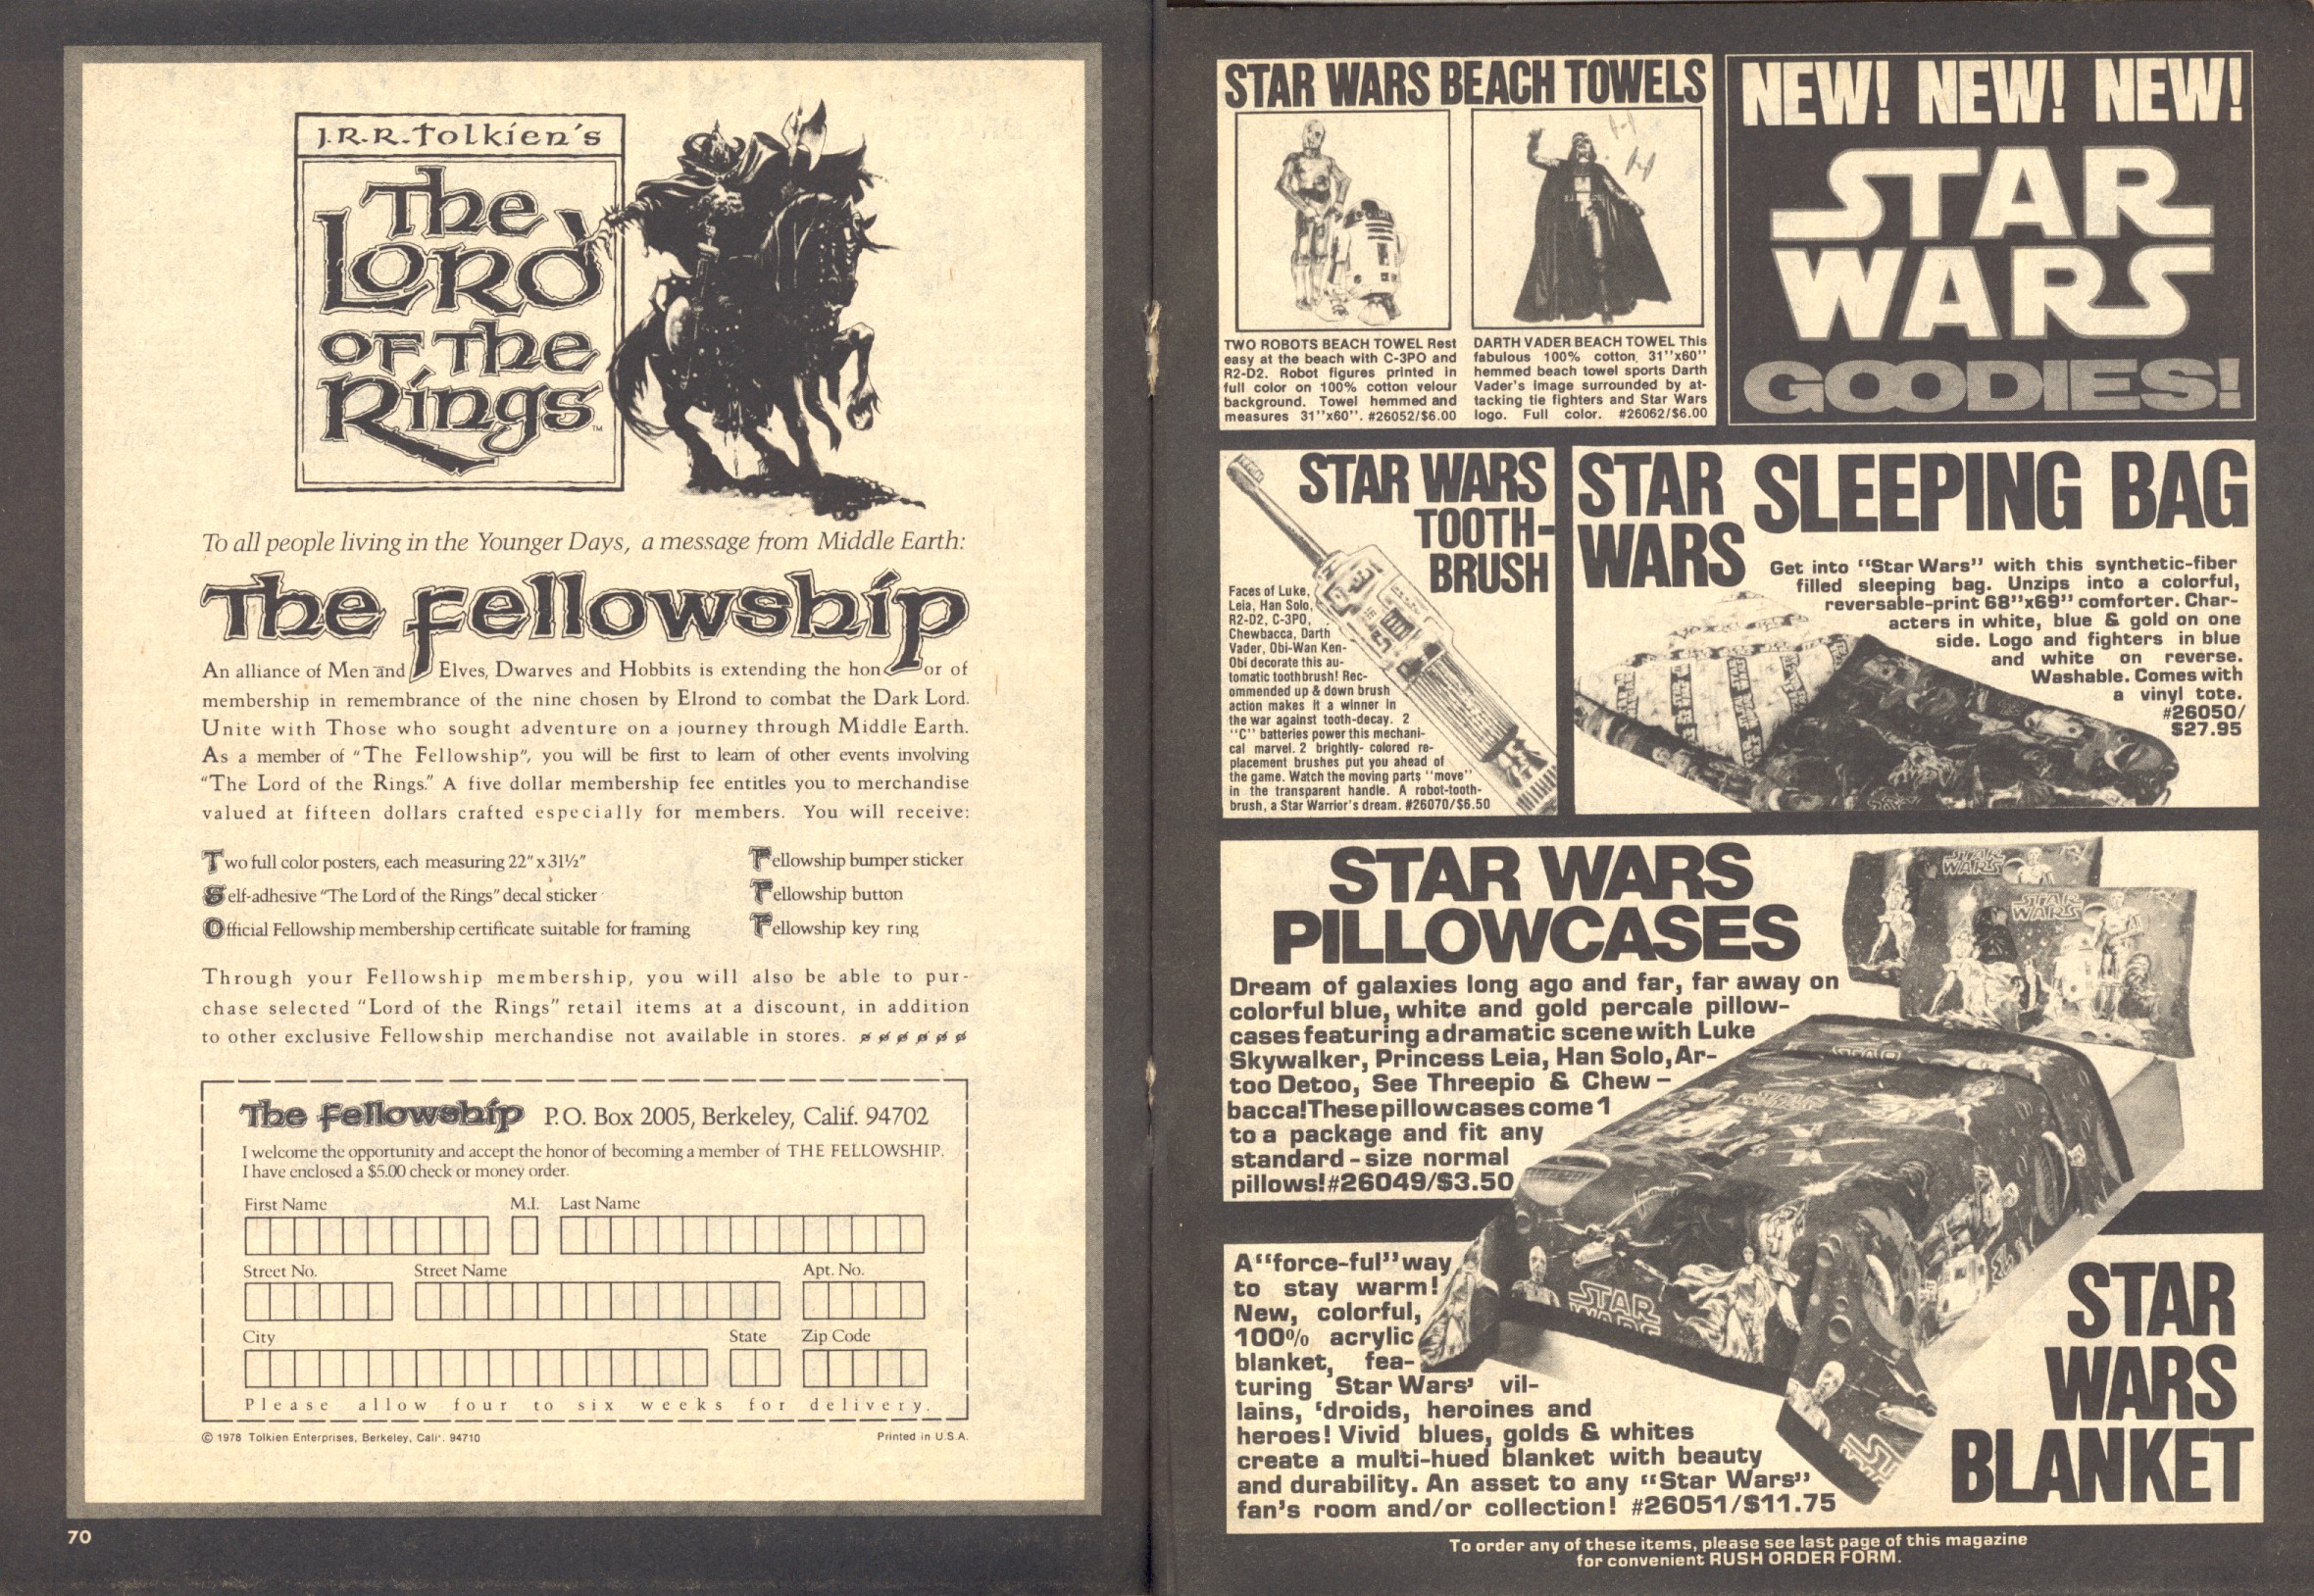 J.R.R. Tolkien's
The
Lord
of the
Rings
TM
To all people living in the Younger Days, a message from Middle Earth:
The Fellowship
An alliance of Men and Elves, Dwarves and Hobbits is extending the honor of
membership in remembrance of the nine chosen by Elrond to combat the Dark Lord.
Unite with Those who sought adventure on a journey through Middle Earth.
As a member of "The Fellowship", you will be first to learn of other events involving
"The Lord of the Rings." A five dollar membership fee entitles you to merchandise
valued at fifteen dollars crafted especially for members. You will receive:
Two full color posters, each measuring 22" x 31½"
Self-adhesive "The Lord of the Rings" decal sticker
Official Fellowship membership certificate suitable for framing
Fellowship bumper sticker
Fellowship button
Fellowship key ring
Through your Fellowship membership, you will also be able to pur-
chase selected "Lord of the Rings" retail items at a discount, in addition
to other exclusive Fellowship merchandise not available in stores.
The Fellowship P.O. Box 2005, Berkeley, Calif. 94702
I welcome the opportunity and accept the honor of becoming a member of THE FELLOWSHIP.
I have enclosed a $5.00 check or money order.
First Name M.I. Last Name
Street No. Street Name Apt. No.
City State Zip Code
Please allow four to six weeks for delivery.
© 1978 Tolkien Enterprises, Berkeley, Calif. 94710 Printed in U.S.A.
70
STAR WARS BEACH TOWELS
TWO ROBOTS BEACH TOWEL Rest
easy at the beach with C-3PO and
R2-D2. Robot figures printed in
full color on 100% cotton velour
background. Towel hemmed and
measures 31"x60". #26052/$6.00
DARTH VADER BEACH TOWEL This
fabulous 100% cotton, 31"x60"
hemmed beach towel sports Darth
Vader's image surrounded by at-
tacking tie fighters and Star Wars
logo. Full color. #26062/$6.00
NEW! NEW! NEW!
STAR
WARS
GOODIES!
STAR WARS
TOOTH-
BRUSH
Faces of Luke,
Leia, Han Solo,
R2-D2, C-3PO,
Chewbacca, Darth
Vader, Obi-Wan Ken-
Obi decorate this au-
tomatic toothbrush! Rec-
ommended up & down brush
action makes it a winner in
the war against tooth-decay. 2
"C" batteries power this mechani-
cal marvel. 2 brightly- colored re-
placement brushes put you ahead of
the game. Watch the moving parts "move"
in the transparent handle. A robot-tooth-
brush, a Star Warrior's dream. #26070/$6.50
STAR WARS SLEEPING BAG
Get into "Star Wars" with this synthetic-fiber
filled sleeping bag. Unzips into a colorful,
reversable-print 68"x69" comforter. Char-
acters in white, blue & gold on one
side. Logo and fighters in blue
and white on reverse.
Washable. Comes with
a vinyl tote.
#26050/
$27.95
STAR WARS
PILLOWCASES
Dream of galaxies long ago and far, far away on
colorful blue, white and gold percale pillow-
cases featuring a dramatic scene with Luke
Skywalker, Princess Leia, Han Solo, Ar-
too Detoo, See Threepio & Chew-
bacca! These pillowcases come 1
to a package and fit any
standard-size normal
pillows! #26049/$3.50
STAR WARS
STAR WARS
STAR WARS
A "force-ful" way
to stay warm!
New, colorful,
100% acrylic
blanket, fea-
turing 'Star Wars' vil-
lains, 'droids, heroines and
heroes! Vivid blues, golds & whites
create a multi-hued blanket with beauty
and durability. An asset to any "Star Wars"
fan's room and/or collection! #26051/$11.75
STAR
WARS
BLANKET
To order any of these items, please see last page of this magazine
for convenient RUSH ORDER FORM.